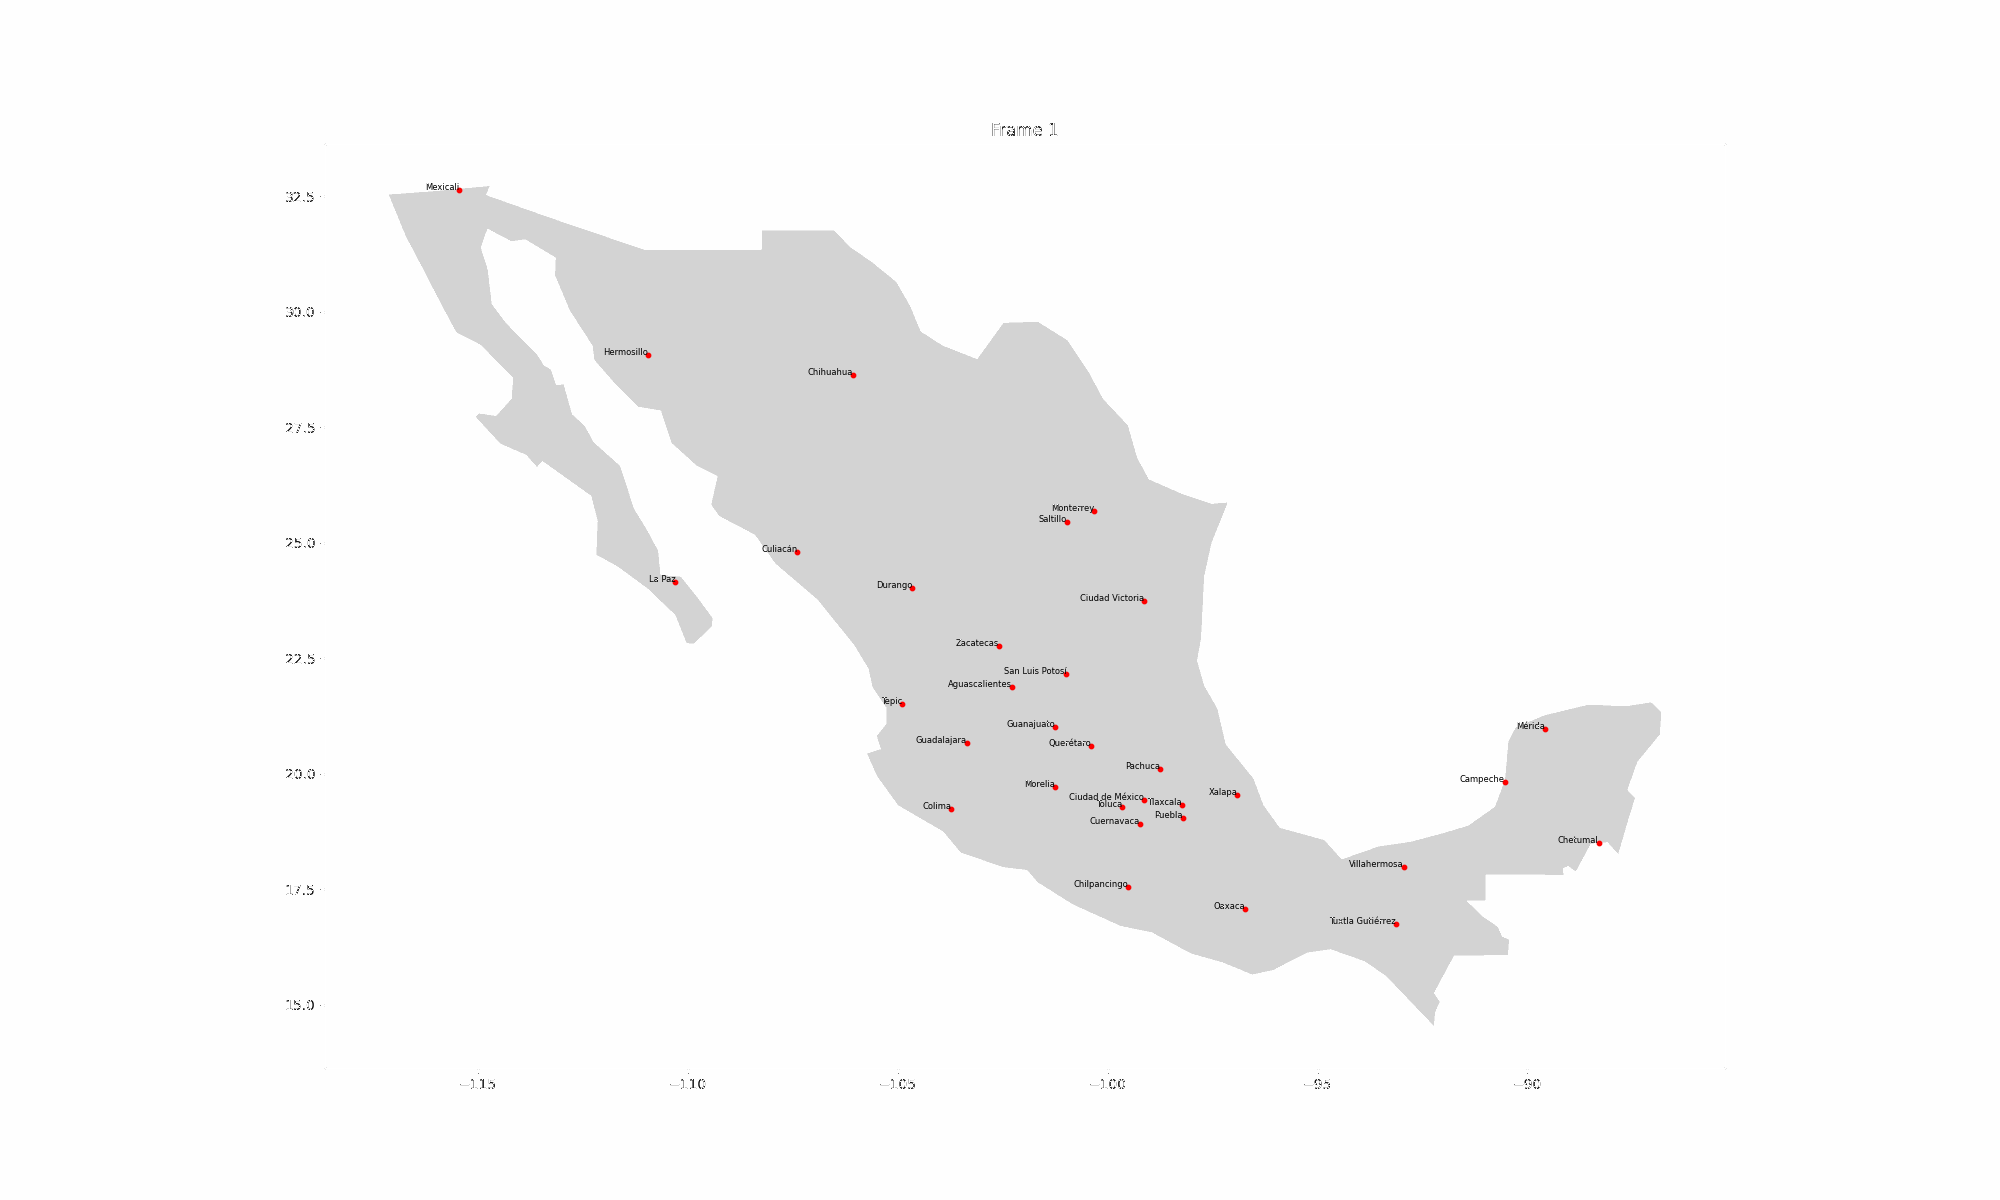 Frame 1
32.5
30.0
27.5
25.0
22.5
20.0
17.5
15.0
Mexicali
Hermosillo
Chihuahua
Monterrey
Saltillo
Culiacán
La Paz
Durango
Ciudad Victoria
Zacatecas
San Luis Potosí
Aguascalientes
Tepic
Guanajuato
Mérida
Guadalajara
Querétaro
Pachuca
Campeche
Morelia
Xalapa
Ciudad de México
Tlaxcala
Toluca
Colima
Puebla
Cuernavaca
Chetumal
Villahermosa
Chilpancingo
Oaxaca
Tuxtla Gutiérrez
−115 −110 −105 −100 −95 −90